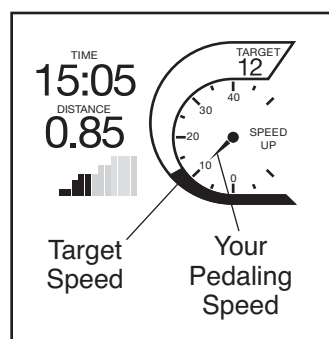 TIME
15:05
DISTANCE
0.85
TARGET
12
40
30
20
10
0
SPEED
UP
Target
Speed
Your
Pedaling
Speed